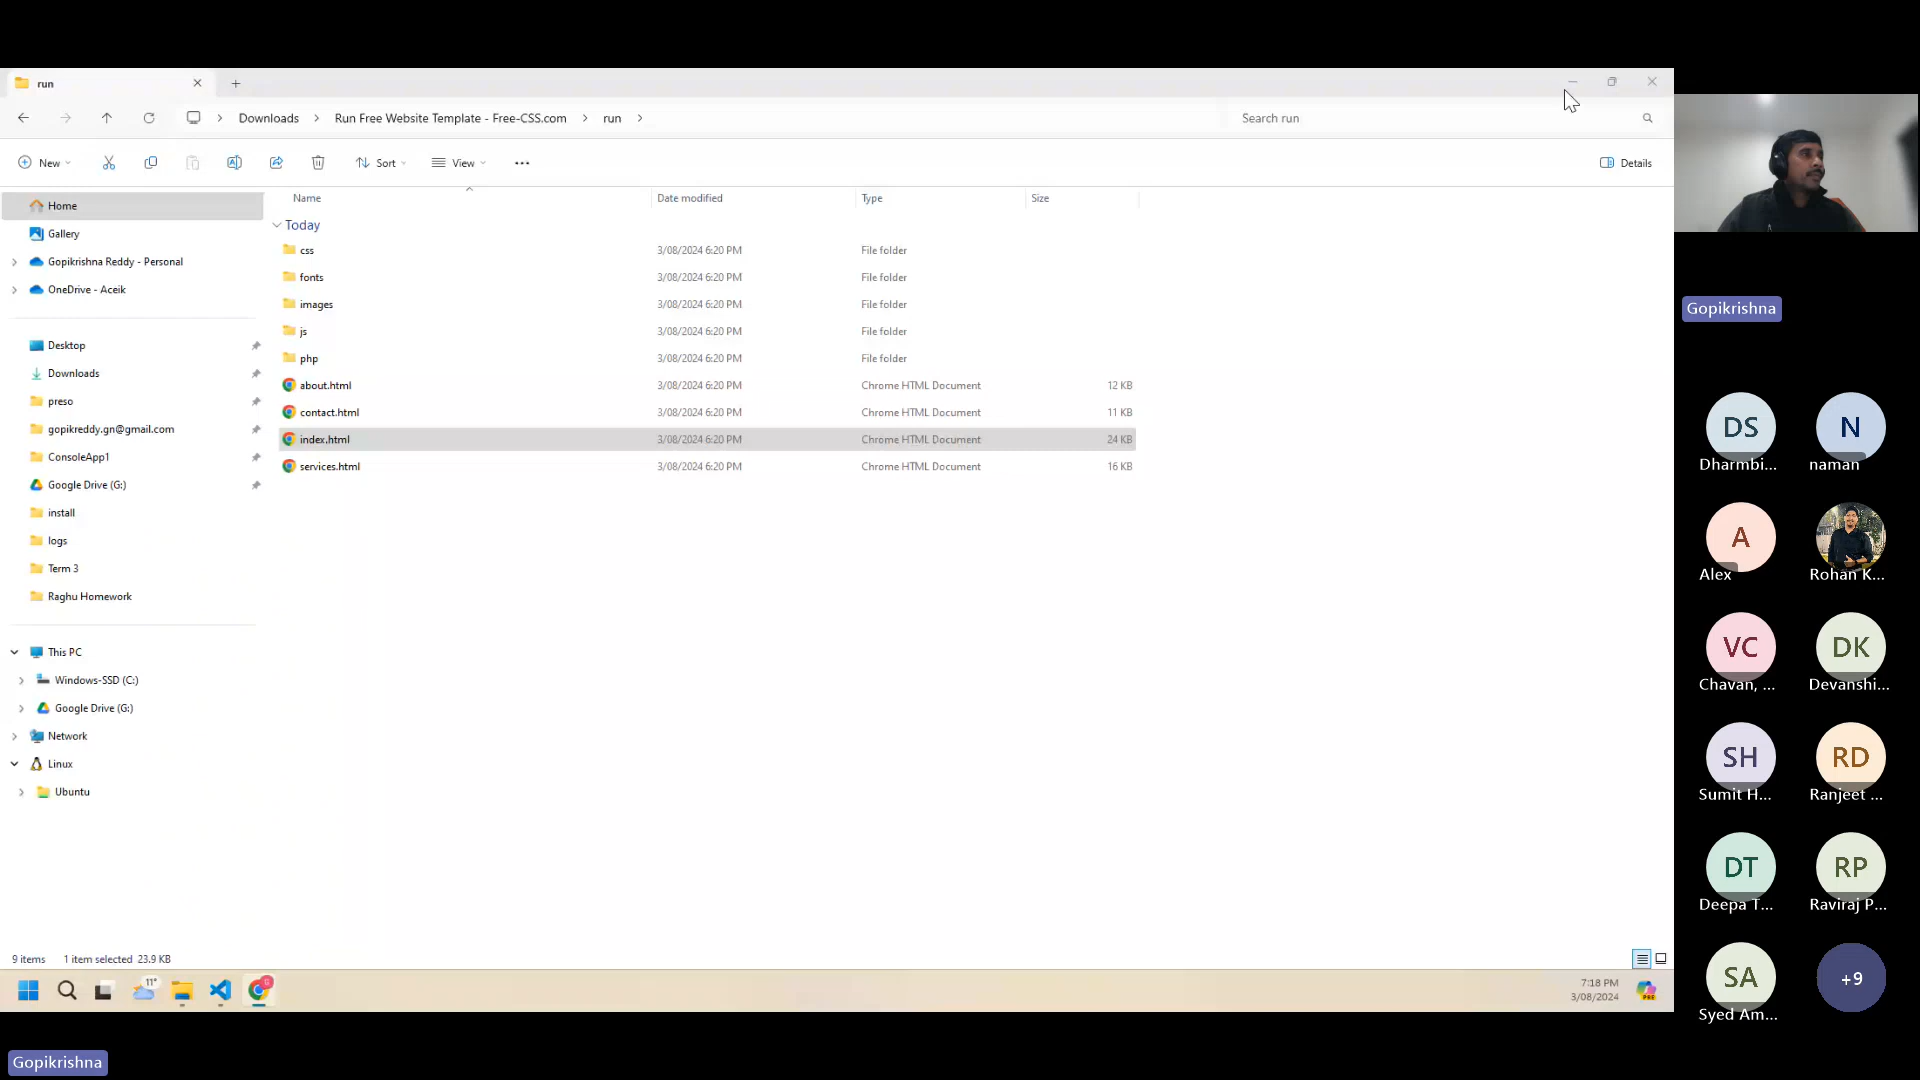 run
Downloads
Run Free Website Template - Free-CSS.com
run
Search run
New
Sort
View
Details
Name
Date modified
Type
Size
Today
css 3/08/2024 6:20 PM File folder
fonts 3/08/2024 6:20 PM File folder
images 3/08/2024 6:20 PM File folder
js 3/08/2024 6:20 PM File folder
php 3/08/2024 6:20 PM File folder
about.html 3/08/2024 6:20 PM Chrome HTML Document 12 KB
contact.html 3/08/2024 6:20 PM Chrome HTML Document 11 KB
index.html 3/08/2024 6:20 PM Chrome HTML Document 24 KB
services.html 3/08/2024 6:20 PM Chrome HTML Document 16 KB
Home
Gallery
Gopikrishna Reddy - Personal
OneDrive - Aceik
Desktop
Downloads
preso
gopikreddy.gn@gmail.com
ConsoleApp1
Google Drive (G:)
install
logs
Term 3
Raghu Homework
This PC
Windows-SSD (C:)
Google Drive (G:)
Network
Linux
Ubuntu
9 items 1 item selected 23.9 KB
11°
7:18 PM
3/08/2024
PRE
Gopikrishna
Gopikrishna
DS
Dharmbi...
N
naman
A
Alex
Rohan K...
VC
Chavan, ...
DK
Devanshi...
SH
Sumit H...
RD
Ranjeet ...
DT
Deepa T...
RP
Raviraj P...
SA
Syed Am...
+9